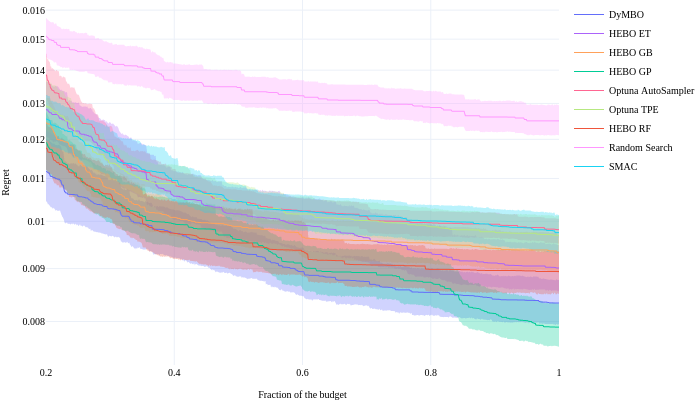 0.016
0.015
0.014
0.013
0.012
0.011
0.01
0.009
0.008
Regret
0.2
0.4
0.6
0.8
1
Fraction of the budget
DyMBO
HEBO ET
HEBO GB
HEBO GP
Optuna AutoSampler
Optuna TPE
HEBO RF
Random Search
SMAC